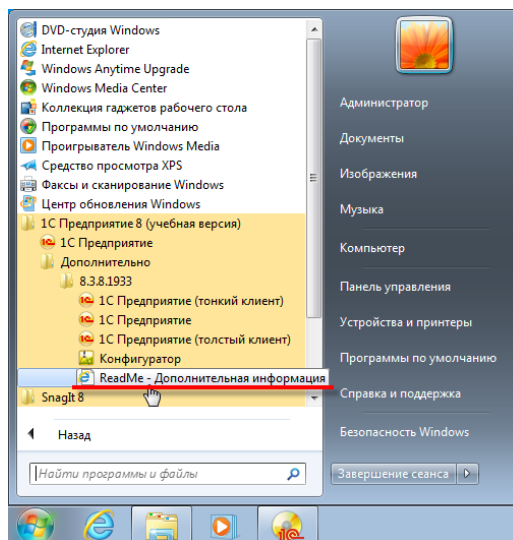 DVD-студия Windows
Internet Explorer
Windows Anytime Upgrade
Windows Media Center
Коллекция гаджетов рабочего стола
Программы по умолчанию
Проигрыватель Windows Media
Средство просмотра XPS
Факсы и сканирование Windows
Центр обновления Windows
1С Предприятие 8 (учебная версия)
1С Предприятие
Дополнительно
8.3.8.1933
1С Предприятие (тонкий клиент)
1С Предприятие
1С Предприятие (толстый клиент)
Конфигуратор
ReadMe - Дополнительная информация
SnagIt 8
Назад
Найти программы и файлы
Администратор
Документы
Изображения
Музыка
Компьютер
Панель управления
Устройства и принтеры
Программы по умолчанию
Справка и поддержка
Безопасность Windows
Завершение сеанса